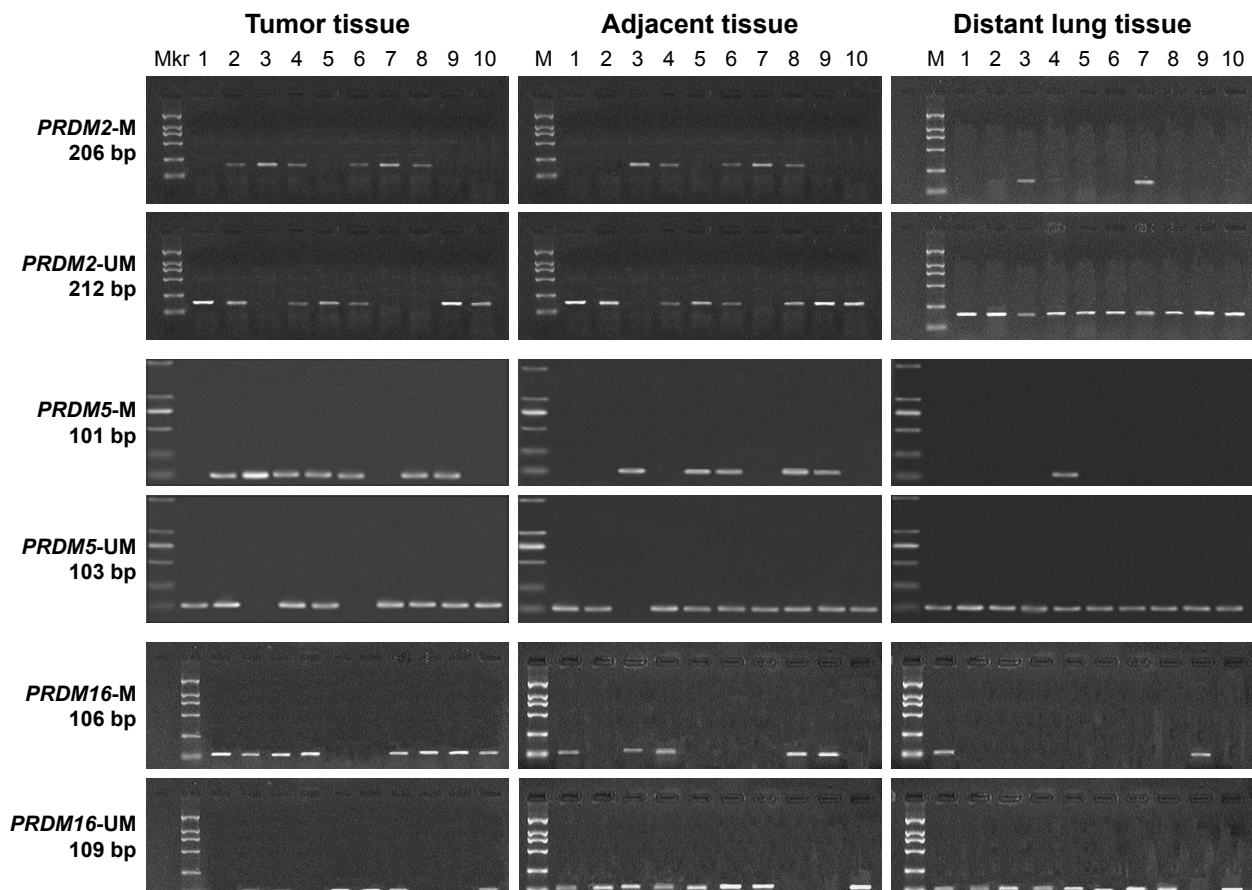 Tumor tissue
Adjacent tissue
Distant lung tissue
Mkr 1 2 3 4 5 6 7 8 9 10
M 1 2 3 4 5 6 7 8 9 10
M 1 2 3 4 5 6 7 8 9 10
PRDM2-M
206 bp
PRDM2-UM
212 bp
PRDM5-M
101 bp
PRDM5-UM
103 bp
PRDM16-M
106 bp
PRDM16-UM
109 bp